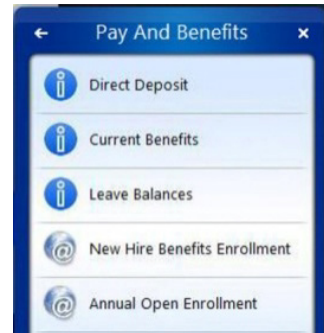 Pay And Benefits
Direct Deposit
Current Benefits
Leave Balances
New Hire Benefits Enrollment
Annual Open Enrollment